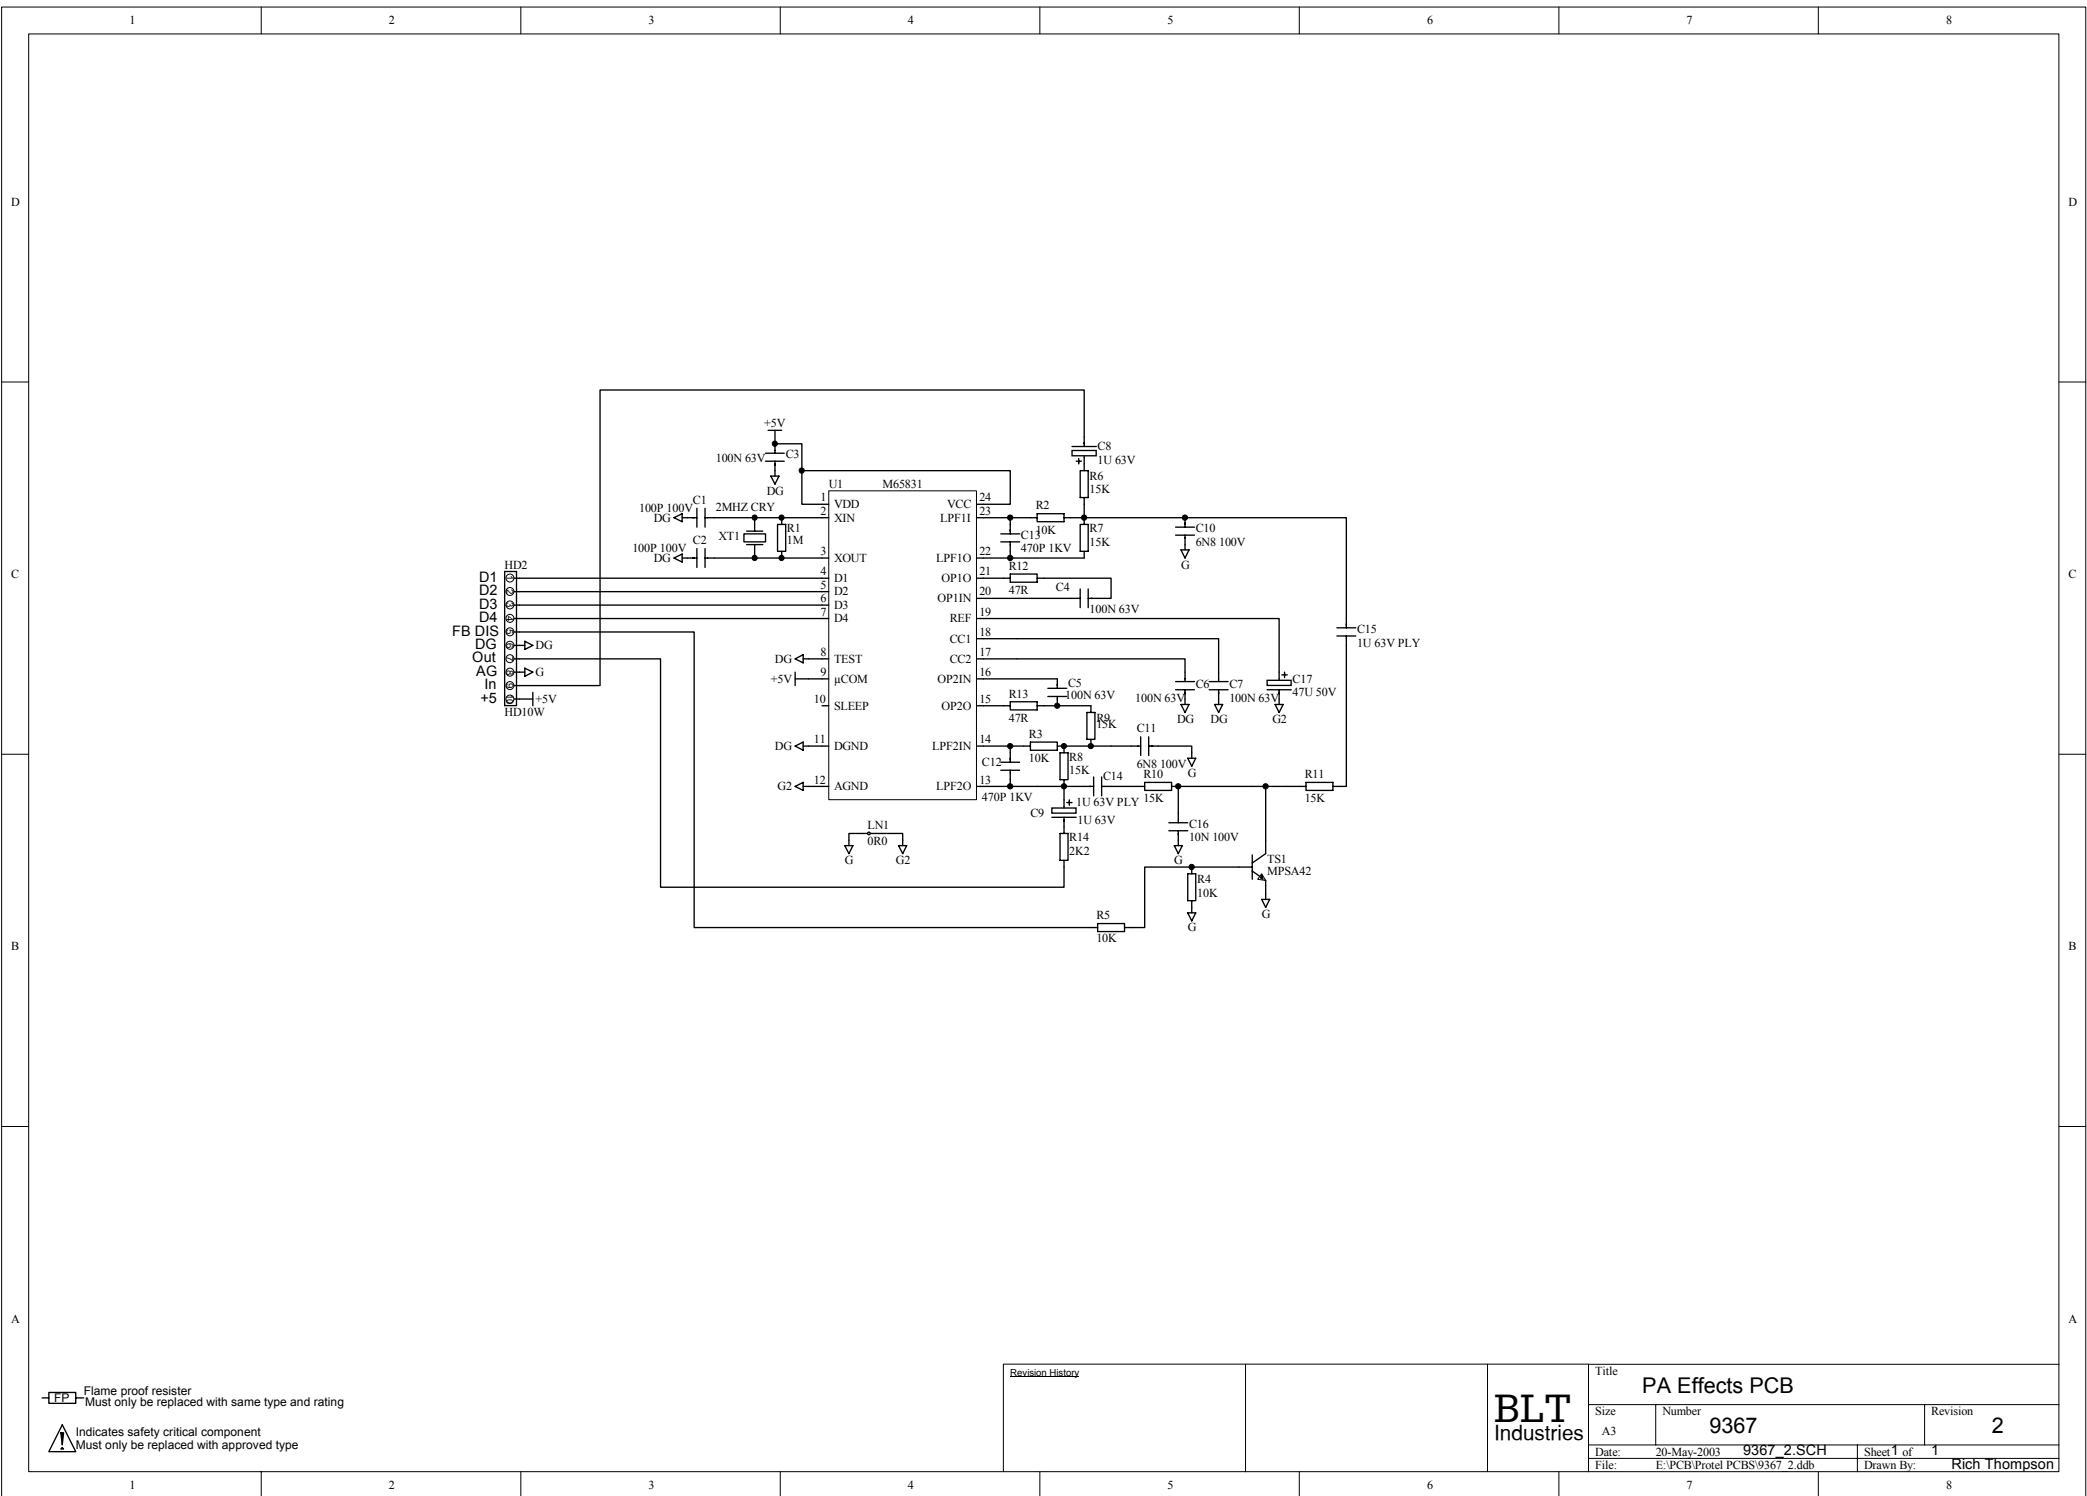 1 2 3 4 5 6 7 8
D D
C C
B B
A A
+5V
100N 63V C3
DG
C8
1U 63V
R6
15K
U1 M65831
1 VDD
2 XIN
3 XOUT
4 D1
5 D2
6 D3
7 D4
8 TEST
9 µCOM
10 SLEEP
11 DGND
12 AGND
VCC 24
LPF1I 23
LPF1O 22
OP1O 21
OP1IN 20
REF 19
CC1 18
CC2 17
OP2IN 16
OP2O 15
LPF2IN 14
LPF2O 13
100P 100V C1 2MHZ CRY
DG
XT1
R1
1M
100P 100V C2
DG
R2
10K
C13
470P 1KV
R7
15K
C10
6N8 100V
G
R12
47R
C4
100N 63V
C15
1U 63V PLY
HD2
D1
D2
D3
D4
FB DIS
DG DG
Out
AG G
In
+5 +5V
HD10W
DG
+5V
DG
G2
C5
100N 63V
R13
47R
R9
15K
C6
100N 63V
DG
C7
100N 63V
DG
C17
47U 50V
G2
R3
10K
C11
6N8 100V
G
C12
470P 1KV
R8
15K
C14
1U 63V PLY
R10
15K
R11
15K
C9
1U 63V
R14
2K2
C16
10N 100V
G
LN1
0R0
G G2
TS1
MPSA42
G
R4
10K
G
R5
10K
FP Flame proof resister
Must only be replaced with same type and rating
Indicates safety critical component
Must only be replaced with approved type
Revision History
BLT
Industries
Title
PA Effects PCB
Size
A3
Number
9367
Revision
2
Date: 20-May-2003 9367_2.SCH Sheet 1 of 1
File: E:\PCB\Protel PCBS\9367_2.ddb Drawn By: Rich Thompson
1 2 3 4 5 6 7 8